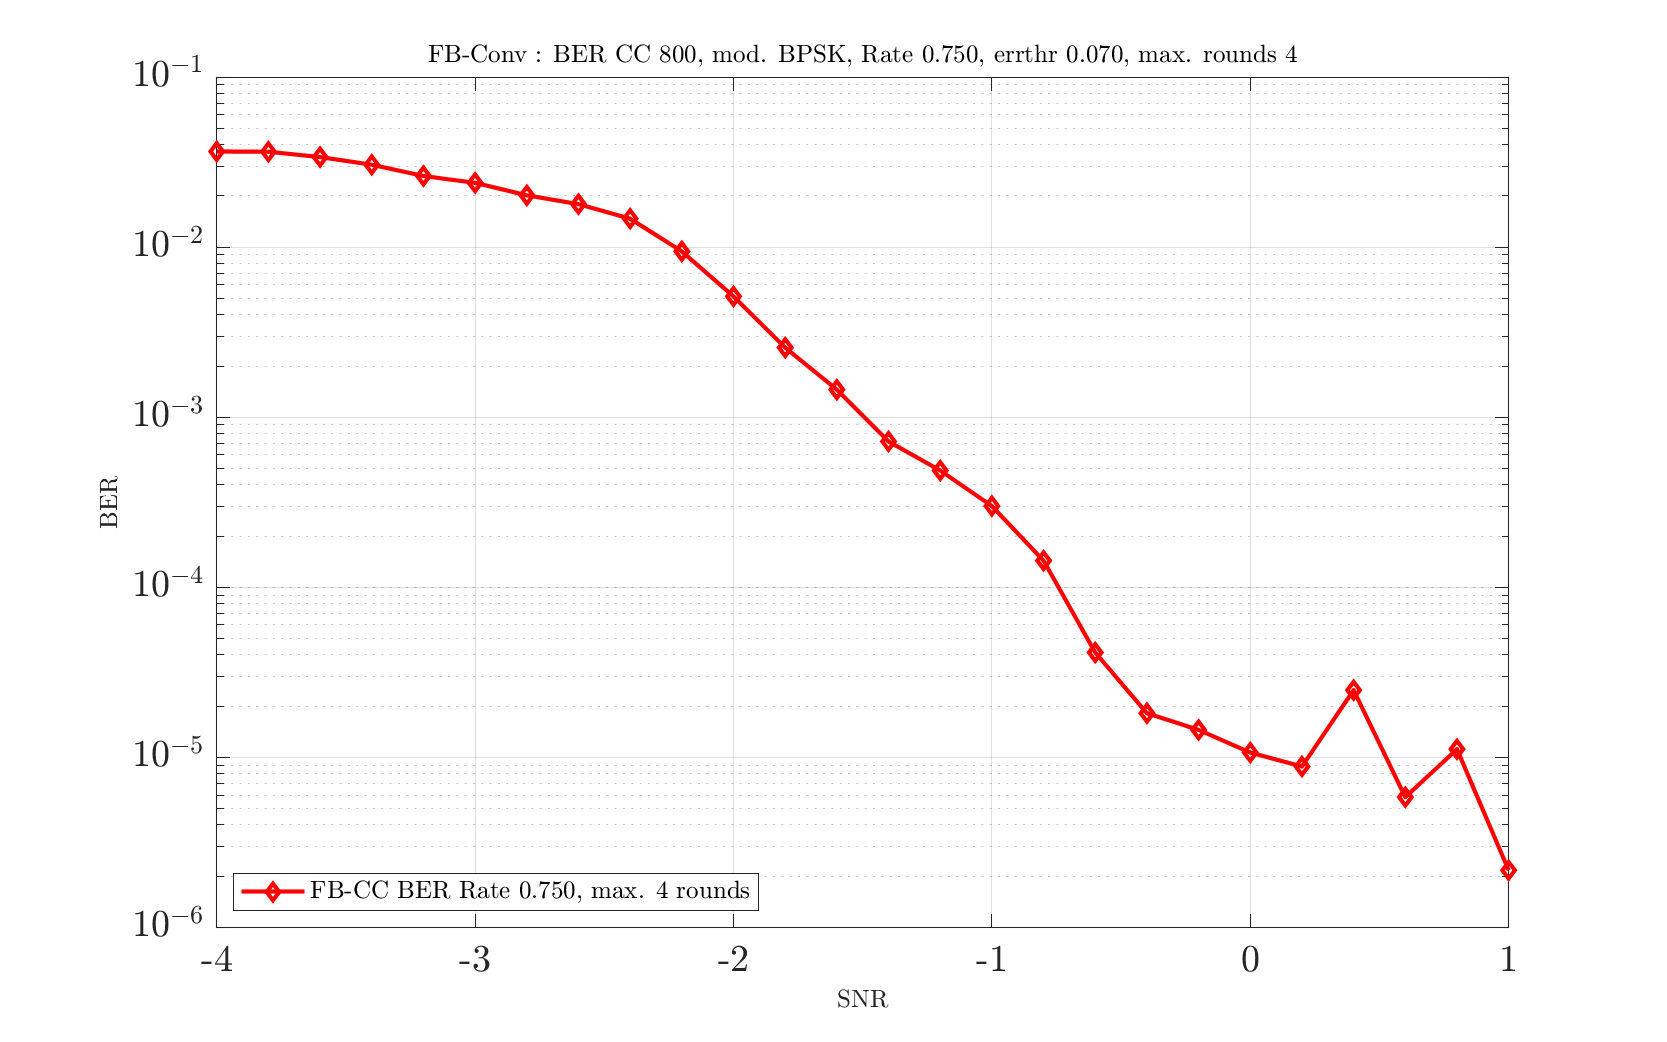 FB-Conv : BER CC 800, mod. BPSK, Rate 0.750, errthr 0.070, max. rounds 4
10^−1
10^−2
10^−3
10^−4
10^−5
10^−6
BER
FB-CC BER Rate 0.750, max. 4 rounds
-4 -3 -2 -1 0 1
SNR